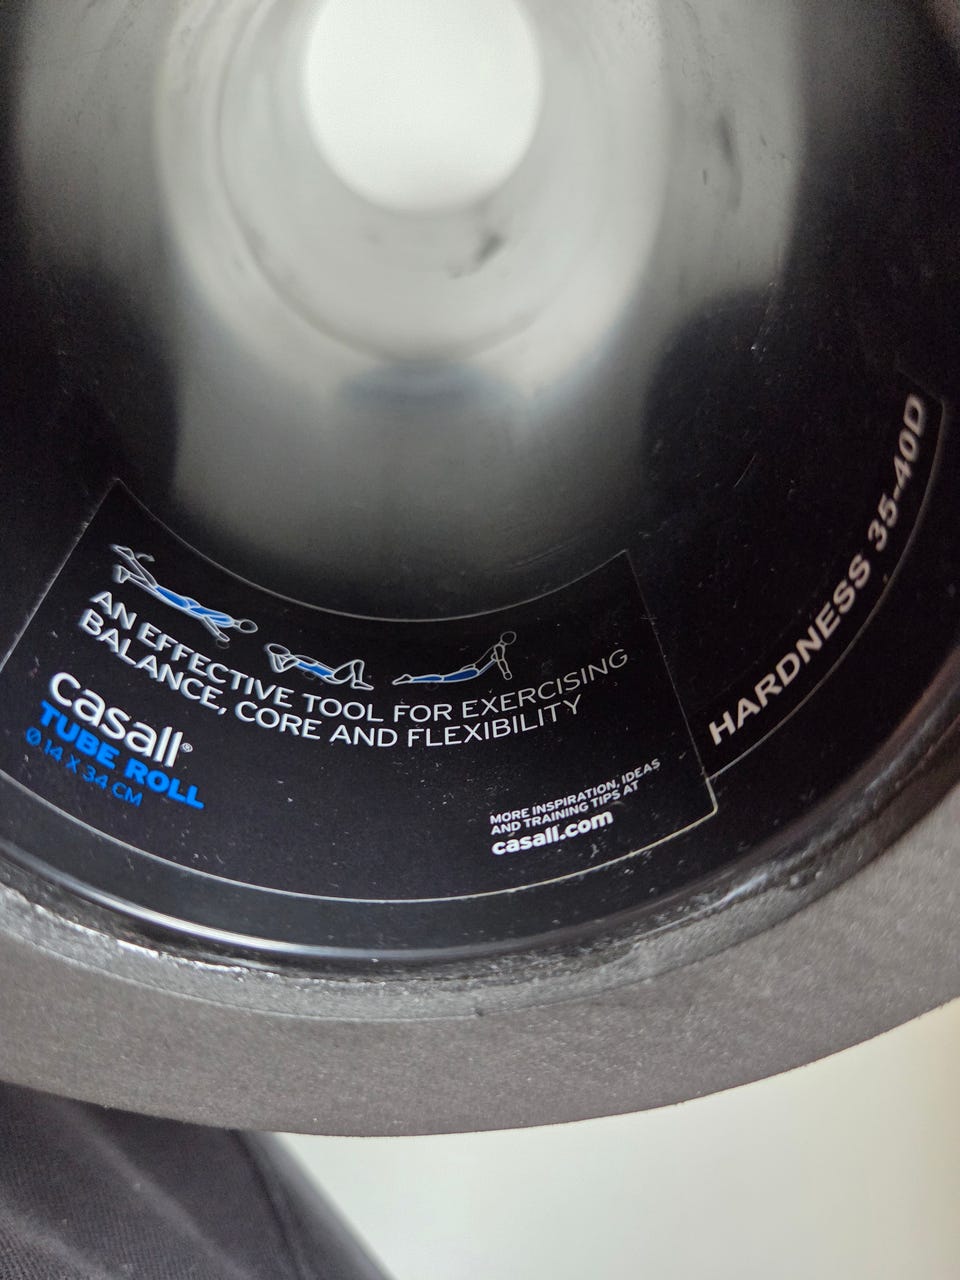 AN EFFECTIVE TOOL FOR EXERCISING
BALANCE, CORE AND FLEXIBILITY
casall®
TUBE ROLL
Ø 14 X 34 CM
MORE INSPIRATION, IDEAS
AND TRAINING TIPS AT
casall.com
HARDNESS 35-40D